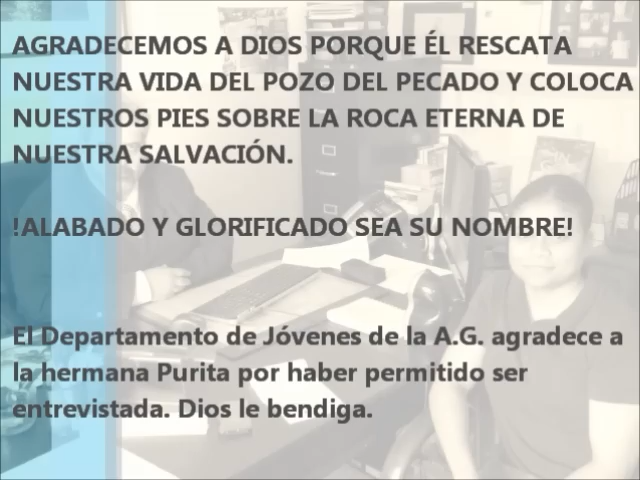 AGRADECEMOS A DIOS PORQUE ÉL RESCATA
NUESTRA VIDA DEL POZO DEL PECADO Y COLOCA
NUESTROS PIES SOBRE LA ROCA ETERNA DE
NUESTRA SALVACIÓN.
!ALABADO Y GLORIFICADO SEA SU NOMBRE!
El Departamento de Jóvenes de la A.G. agradece a
la hermana Purita por haber permitido ser
entrevistada. Dios le bendiga.